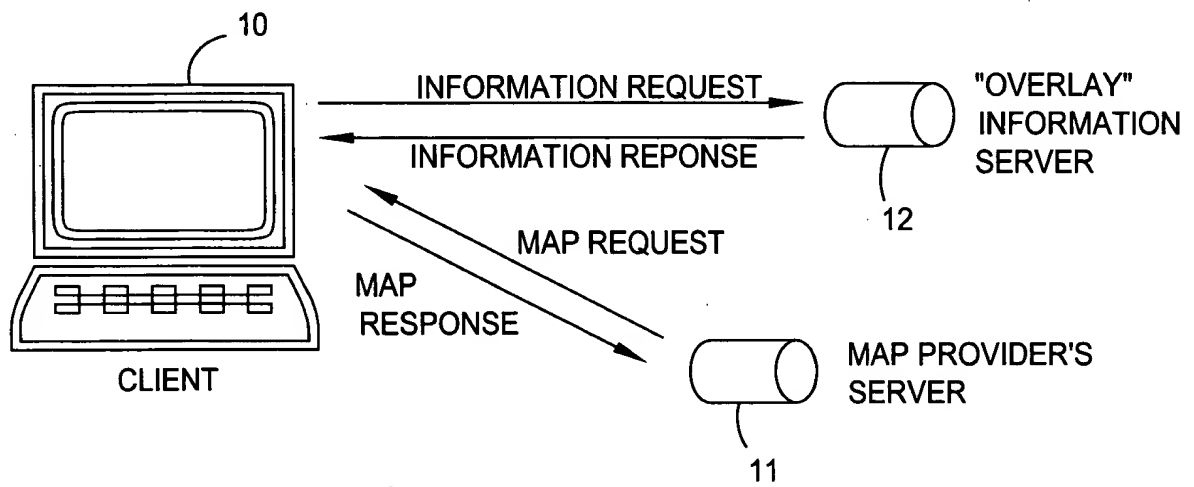 10
INFORMATION REQUEST
"OVERLAY"
INFORMATION
SERVER
INFORMATION REPONSE
12
MAP REQUEST
MAP
RESPONSE
MAP PROVIDER'S
SERVER
CLIENT
11